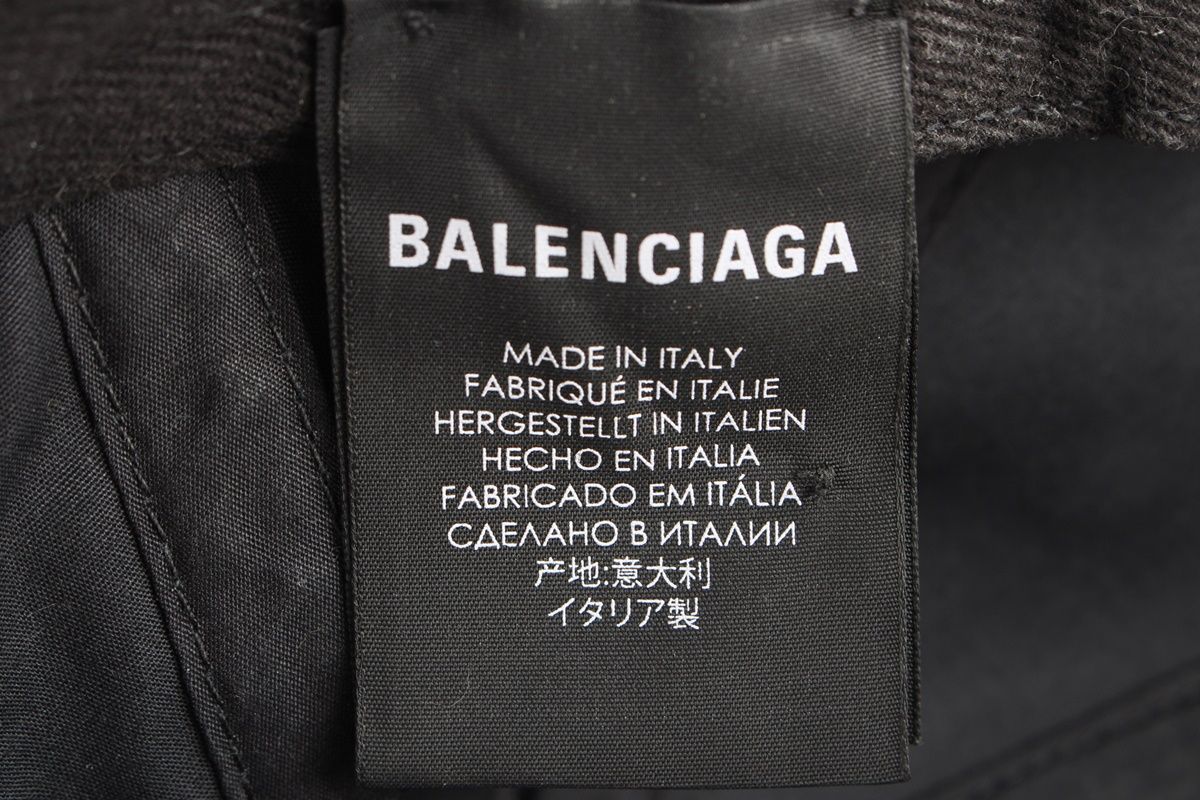 BALENCIAGA
MADE IN ITALY
FABRIQUÉ EN ITALIE
HERGESTELLT IN ITALIEN
HECHO EN ITALIA
FABRICADO EM ITÁLIA
СДЕЛАНО В ИТАЛИИ
产地:意大利
イタリア製